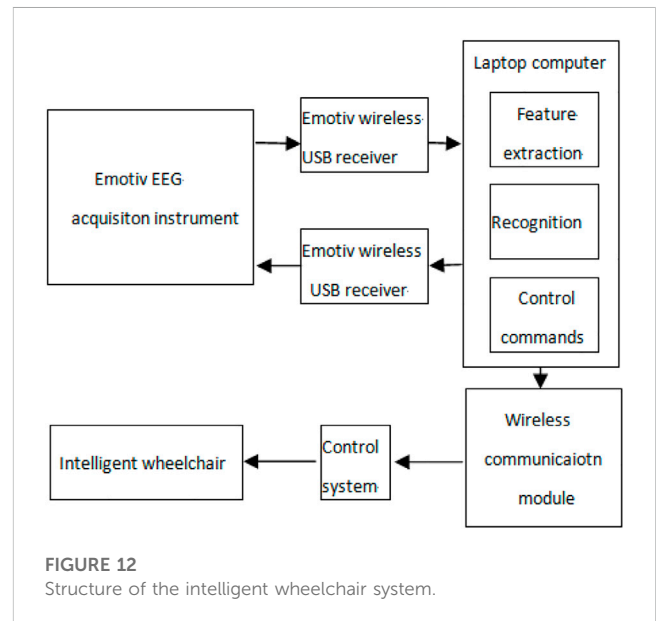 Laptop computer
Emotiv wireless
USB receiver
Feature
extraction
Emotiv EEG
acquisiton instrument
Recognition
Emotiv wireless
USB receiver
Control
commands
Wireless
communicaiotn
module
Control
system
Intelligent wheelchair
FIGURE 12
Structure of the intelligent wheelchair system.